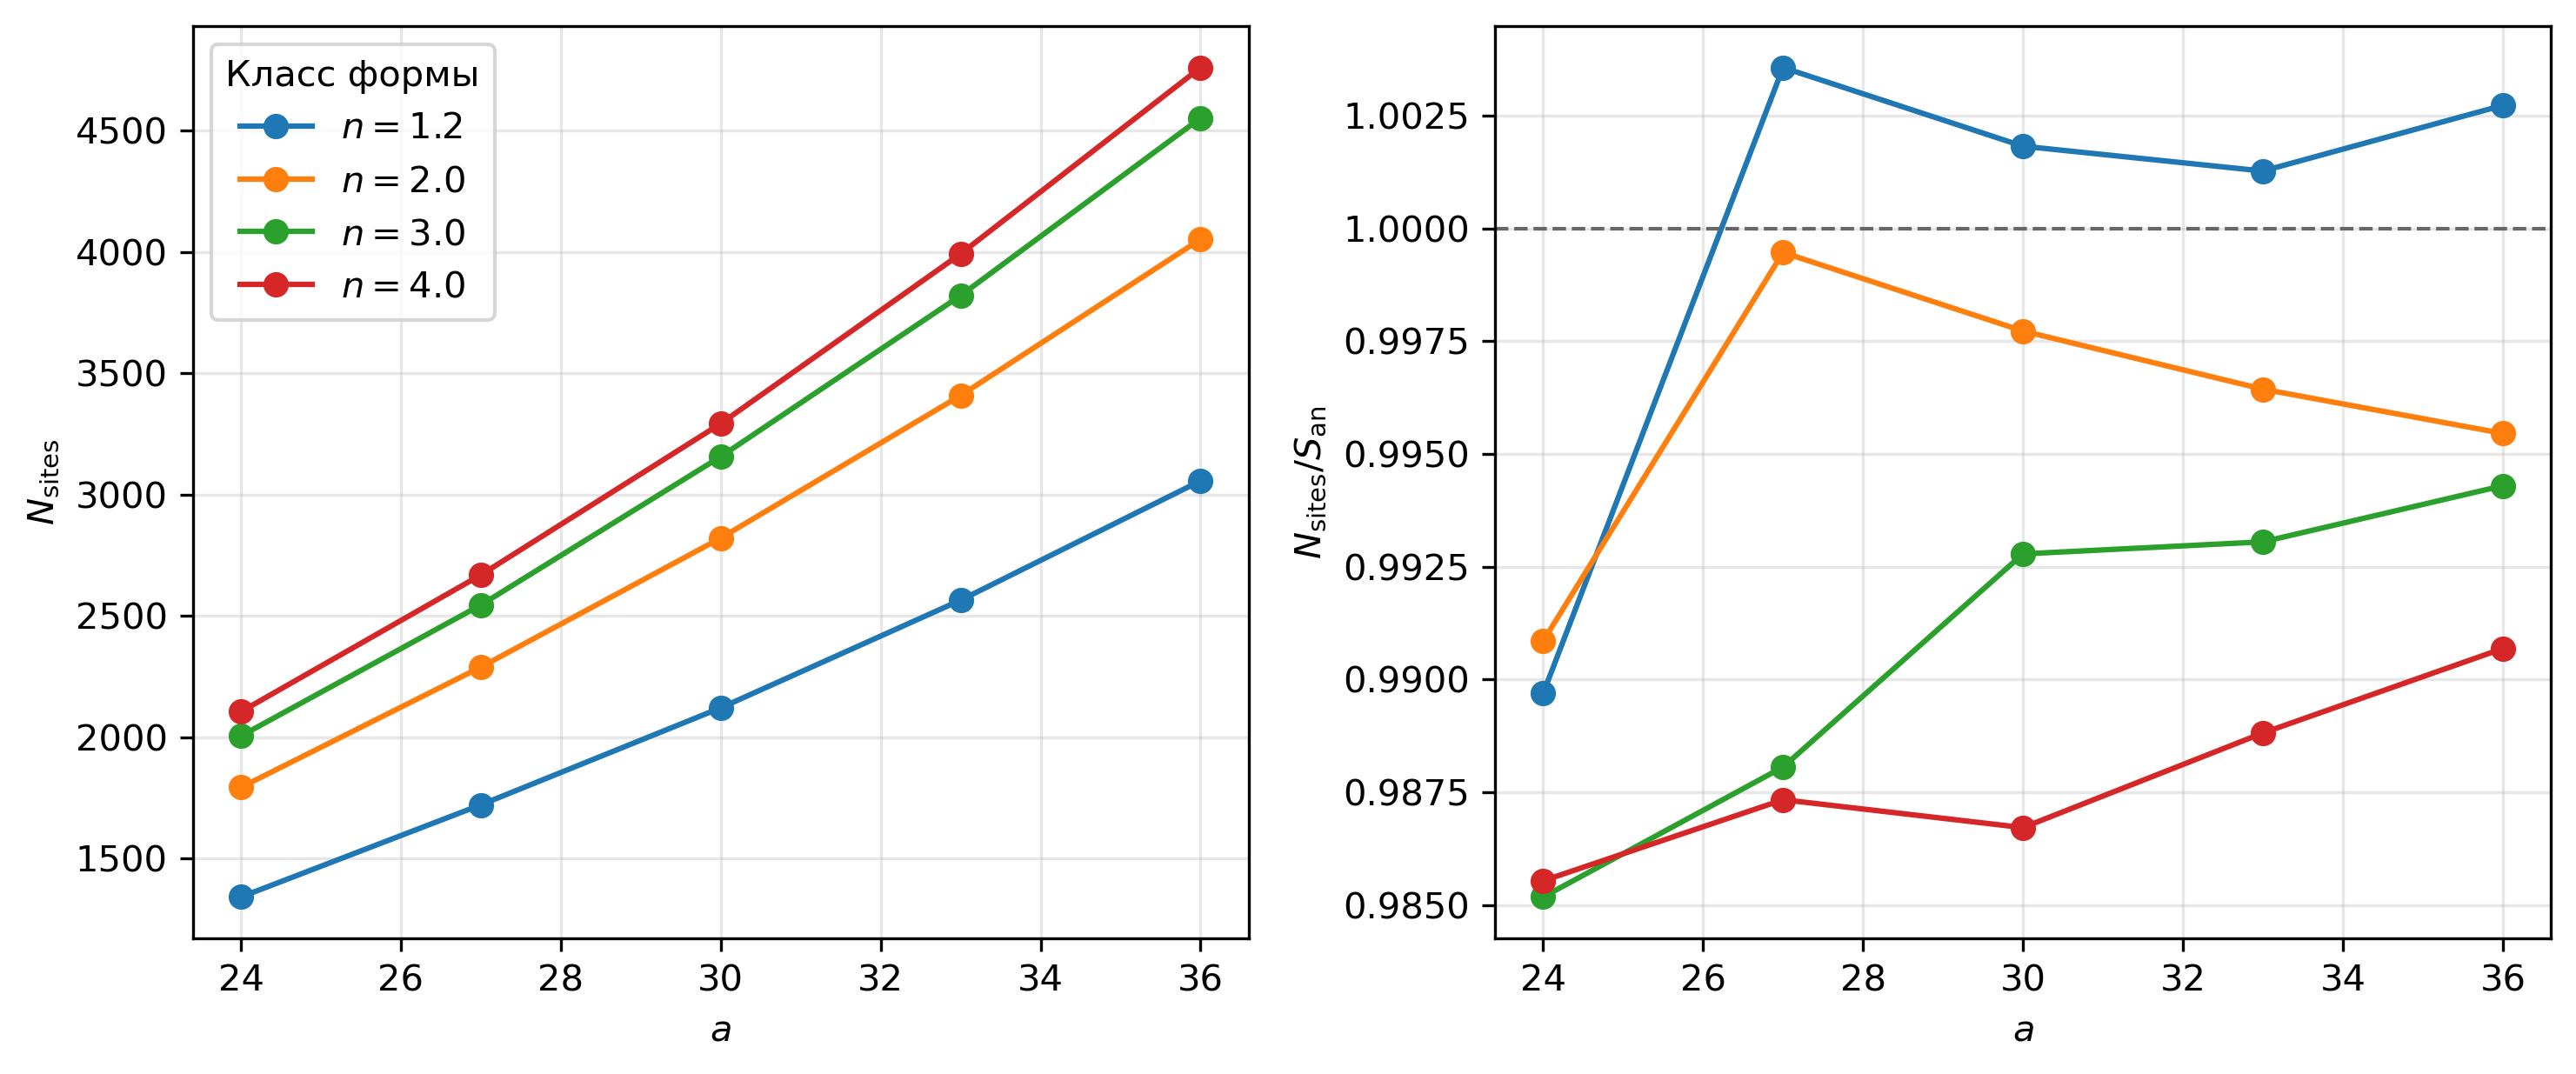 Класс формы
n = 1.2
n = 2.0
n = 3.0
n = 4.0
4500
4000
3500
3000
2500
2000
1500
N_sites
24 26 28 30 32 34 36
a
1.0025
1.0000
0.9975
0.9950
0.9925
0.9900
0.9875
0.9850
N_sites/S_an
24 26 28 30 32 34 36
a